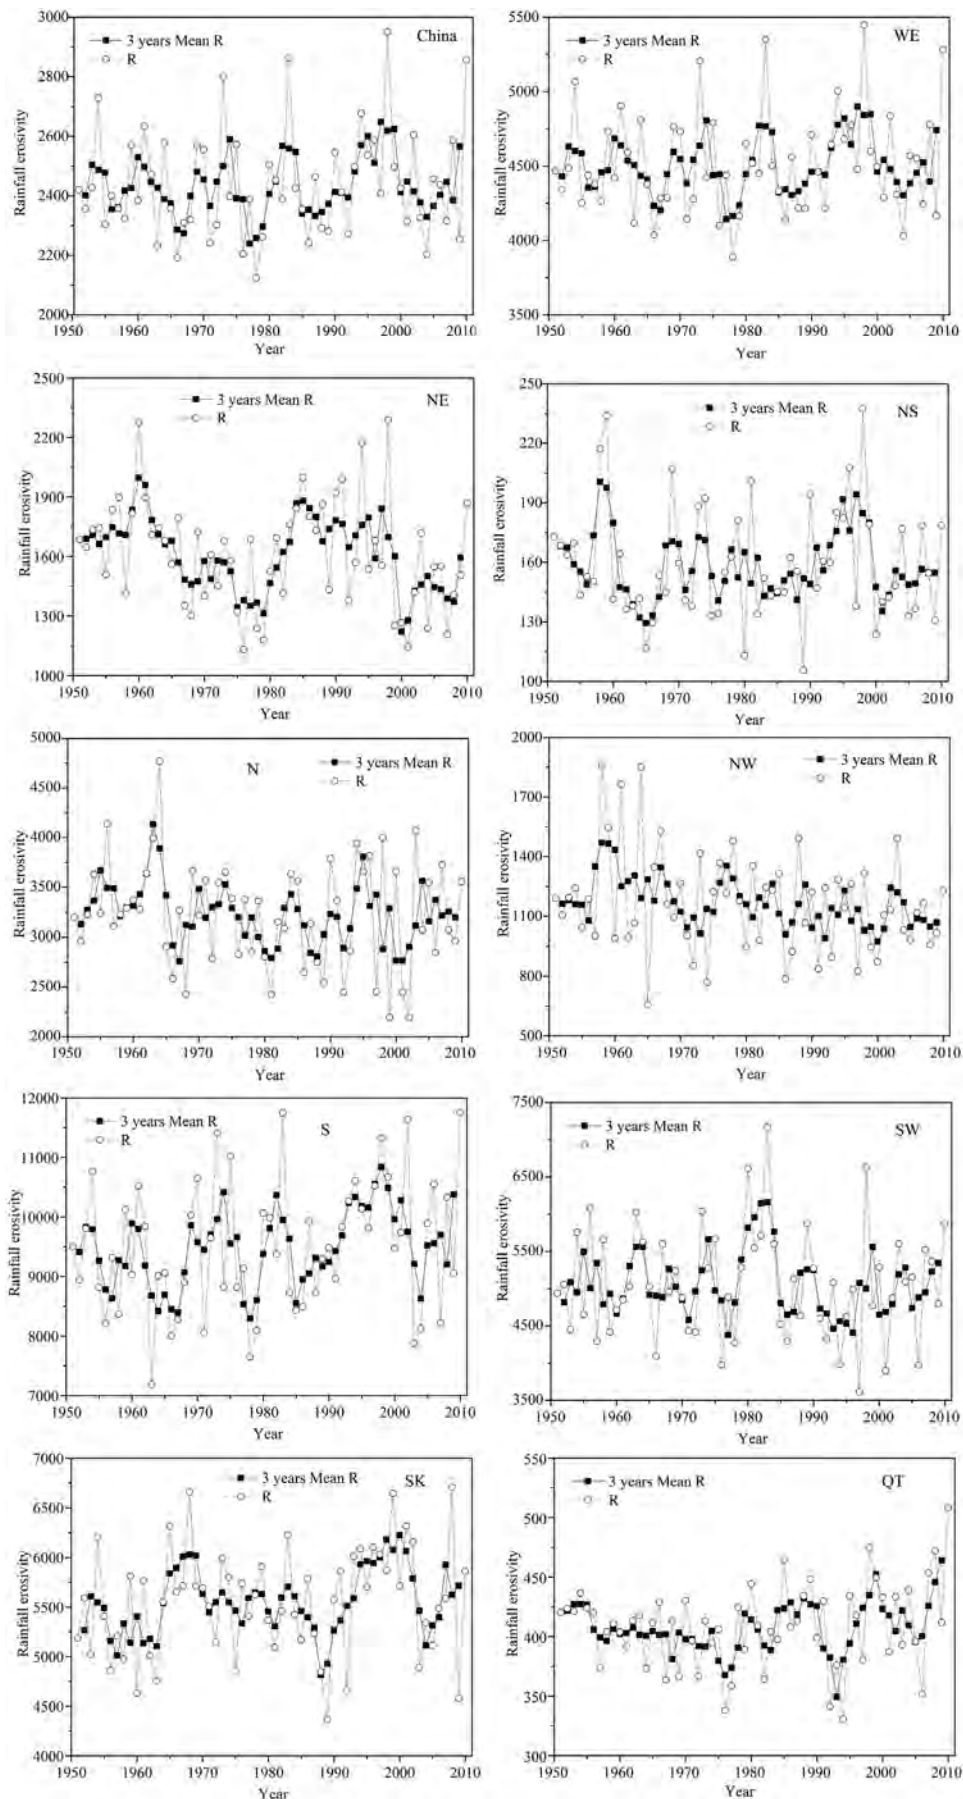 3 years Mean R
R
China
Rainfall erosivity
3000
2800
2600
2400
2200
2000
1950 1960 1970 1980 1990 2000 2010
Year
3 years Mean R
R
WE
Rainfall erosivity
5500
5000
4500
4000
3500
1950 1960 1970 1980 1990 2000 2010
Year
3 years Mean R
R
NE
Rainfall erosivity
2500
2200
1900
1600
1300
1000
1950 1960 1970 1980 1990 2000 2010
Year
3 years Mean R
R
NS
Rainfall erosivity
250
220
190
160
130
100
1950 1960 1970 1980 1990 2000 2010
Year
N
3 years Mean R
R
Rainfall erosivity
5000
4500
4000
3500
3000
2500
2000
1950 1960 1970 1980 1990 2000 2010
Year
NW
3 years Mean R
R
Rainfall erosivity
2000
1700
1400
1100
800
500
1950 1960 1970 1980 1990 2000 2010
Year
3 years Mean R
R
S
Rainfall erosivity
12000
11000
10000
9000
8000
7000
1950 1960 1970 1980 1990 2000 2010
Year
3 years Mean R
R
SW
Rainfall erosivity
7500
6500
5500
4500
3500
1950 1960 1970 1980 1990 2000 2010
Year
3 years Mean R
R
SK
Rainfall erosivity
7000
6500
6000
5500
5000
4500
4000
1950 1960 1970 1980 1990 2000 2010
Year
3 years Mean R
R
QT
Rainfall erosivity
550
500
450
400
350
300
1950 1960 1970 1980 1990 2000 2010
Year